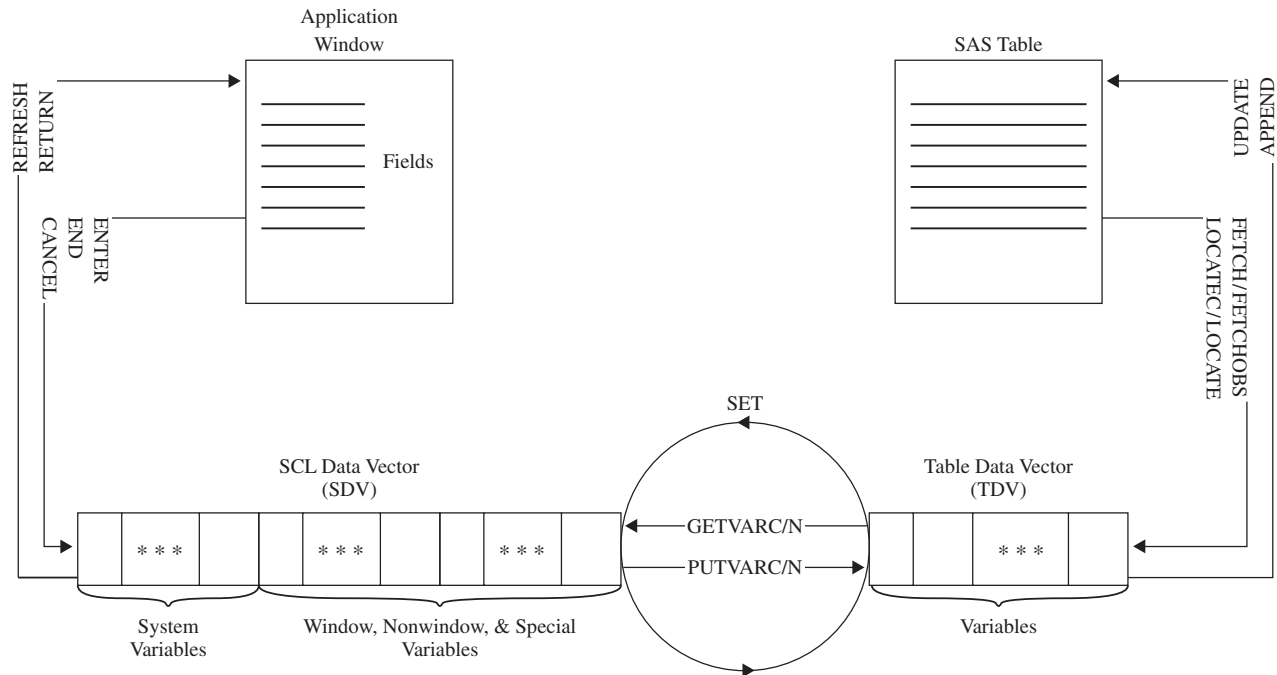 Application
Window
SAS Table
REFRESH
RETURN
Fields
APPEND
UPDATE
ENTER
END
CANCEL
FETCH/FETCHOBS
LOCATEC/LOCATE
SET
SCL Data Vector
(SDV)
Table Data Vector
(TDV)
* * *
* * *
* * *
GETVARC/N
PUTVARC/N
* * *
System
Variables
Window, Nonwindow, & Special
Variables
Variables